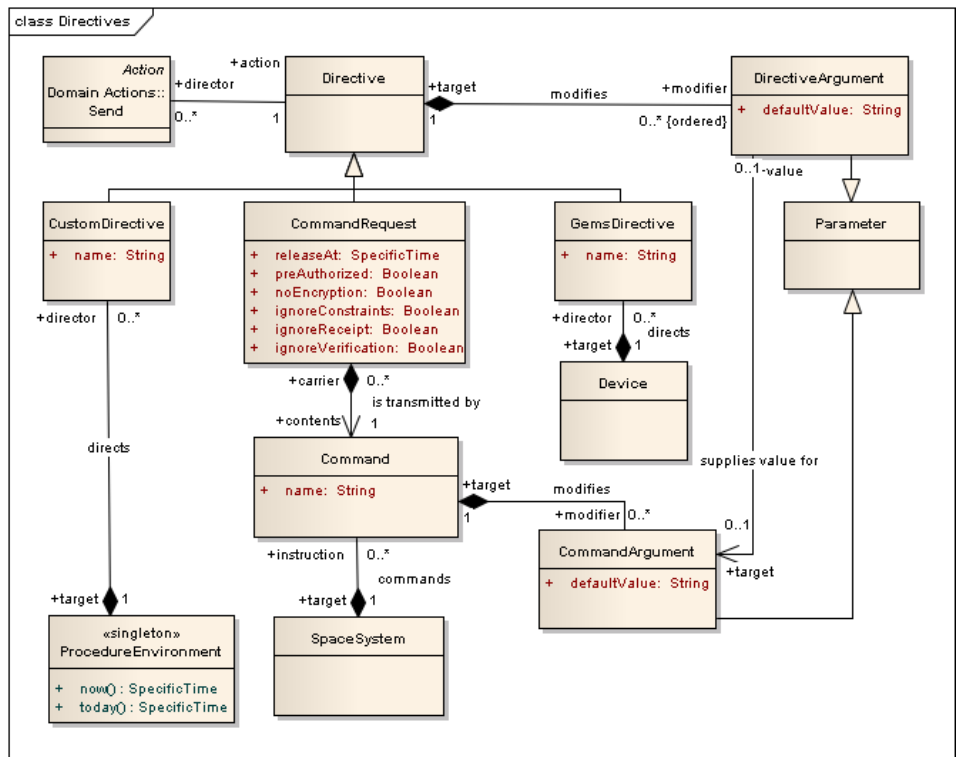 class Directives
Action
Domain Actions::
Send
+action
+director
0..*
1
Directive
+target
1
modifies
+modifier
0..* {ordered}
DirectiveArgument
+ defaultValue: String
0..1
-value
Parameter
CustomDirective
+ name: String
+director
0..*
CommandRequest
+ releaseAt: SpecificTime
+ preAuthorized: Boolean
+ noEncryption: Boolean
+ ignoreConstraints: Boolean
+ ignoreReceipt: Boolean
+ ignoreVerification: Boolean
GemsDirective
+ name: String
+director
0..*
directs
+target
1
Device
+carrier
0..*
is transmitted by
+contents
1
Command
+ name: String
+target
1
modifies
+modifier
0..*
directs
supplies value for
0..1
+target
CommandArgument
+ defaultValue: String
+instruction
0..*
commands
+target
1
SpaceSystem
+target
1
«singleton»
ProcedureEnvironment
+ now() : SpecificTime
+ today() : SpecificTime